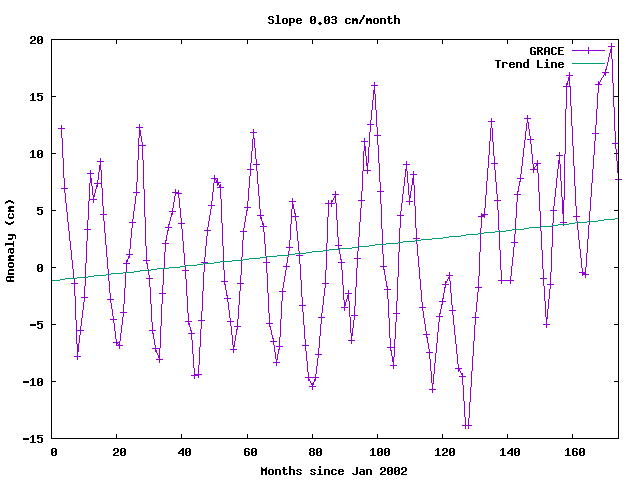 Slope 0.03 cm/month
GRACE
Trend Line
20
15
10
5
0
-5
-10
-15
Anomaly (cm)
0 20 40 60 80 100 120 140 160
Months since Jan 2002